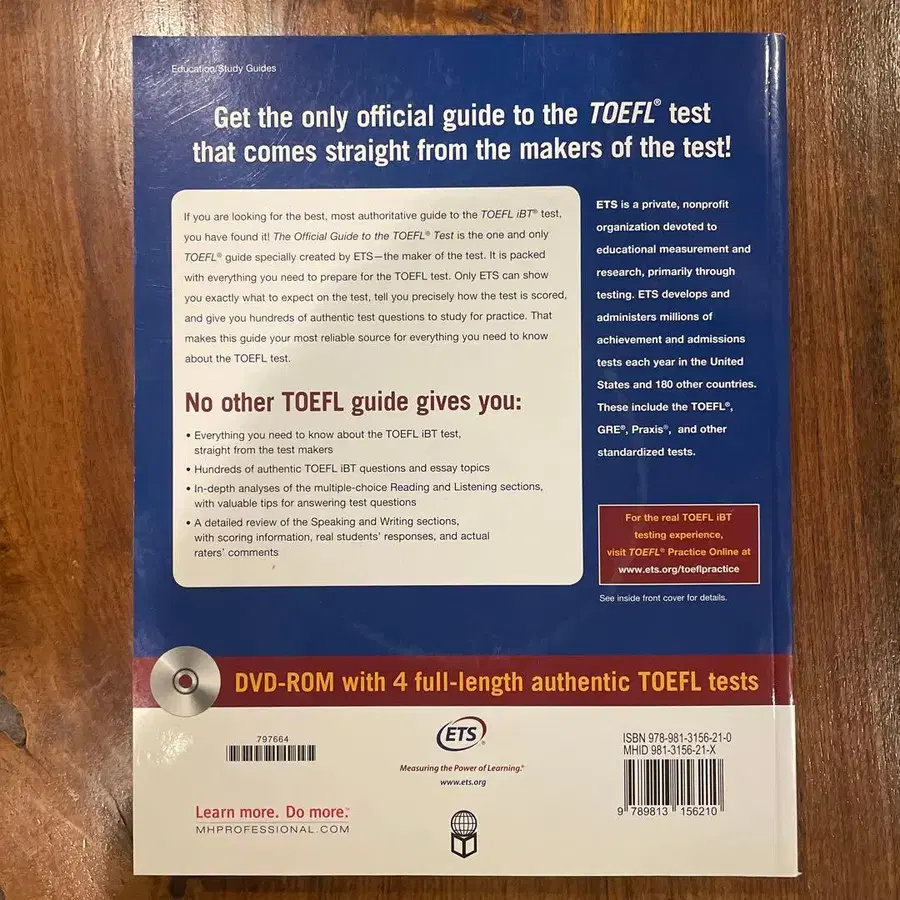 Education/Study Guides
Get the only official guide to the TOEFL® test
that comes straight from the makers of the test!
If you are looking for the best, most authoritative guide to the TOEFL iBT® test,
you have found it! The Official Guide to the TOEFL® Test is the one and only
TOEFL® guide specially created by ETS—the maker of the test. It is packed
with everything you need to prepare for the TOEFL test. Only ETS can show
you exactly what to expect on the test, tell you precisely how the test is scored,
and give you hundreds of authentic test questions to study for practice. That
makes this guide your most reliable source for everything you need to know
about the TOEFL test.
No other TOEFL guide gives you:
• Everything you need to know about the TOEFL iBT test,
straight from the test makers
• Hundreds of authentic TOEFL iBT questions and essay topics
• In-depth analyses of the multiple-choice Reading and Listening sections,
with valuable tips for answering test questions
• A detailed review of the Speaking and Writing sections,
with scoring information, real students' responses, and actual
raters' comments
ETS is a private, nonprofit
organization devoted to
educational measurement and
research, primarily through
testing. ETS develops and
administers millions of
achievement and admissions
tests each year in the United
States and 180 other countries.
These include the TOEFL®,
GRE®, Praxis®, and other
standardized tests.
For the real TOEFL iBT
testing experience,
visit TOEFL® Practice Online at
www.ets.org/toeflpractice
See inside front cover for details.
DVD-ROM with 4 full-length authentic TOEFL tests
797664
Learn more. Do more.™
MHPROFESSIONAL.COM
ETS®
Measuring the Power of Learning.®
www.ets.org
ISBN 978-981-3156-21-0
MHID 981-3156-21-X
9 789813 156210